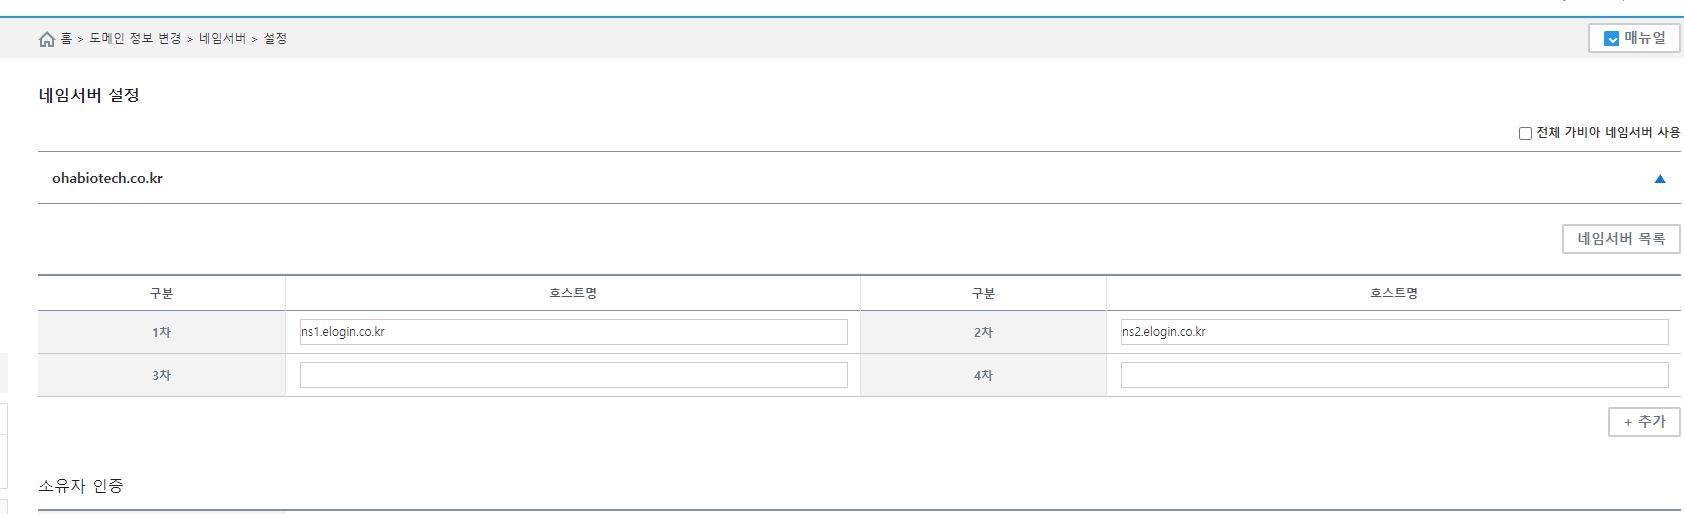 홈 > 도메인 정보 변경 > 네임서버 > 설정
매뉴얼
네임서버 설정
전체 가비아 네임서버 사용
ohabiotech.co.kr
네임서버 목록
구분 호스트명 구분 호스트명
1차 ns1.elogin.co.kr 2차 ns2.elogin.co.kr
3차 4차
+ 추가
소유자 인증